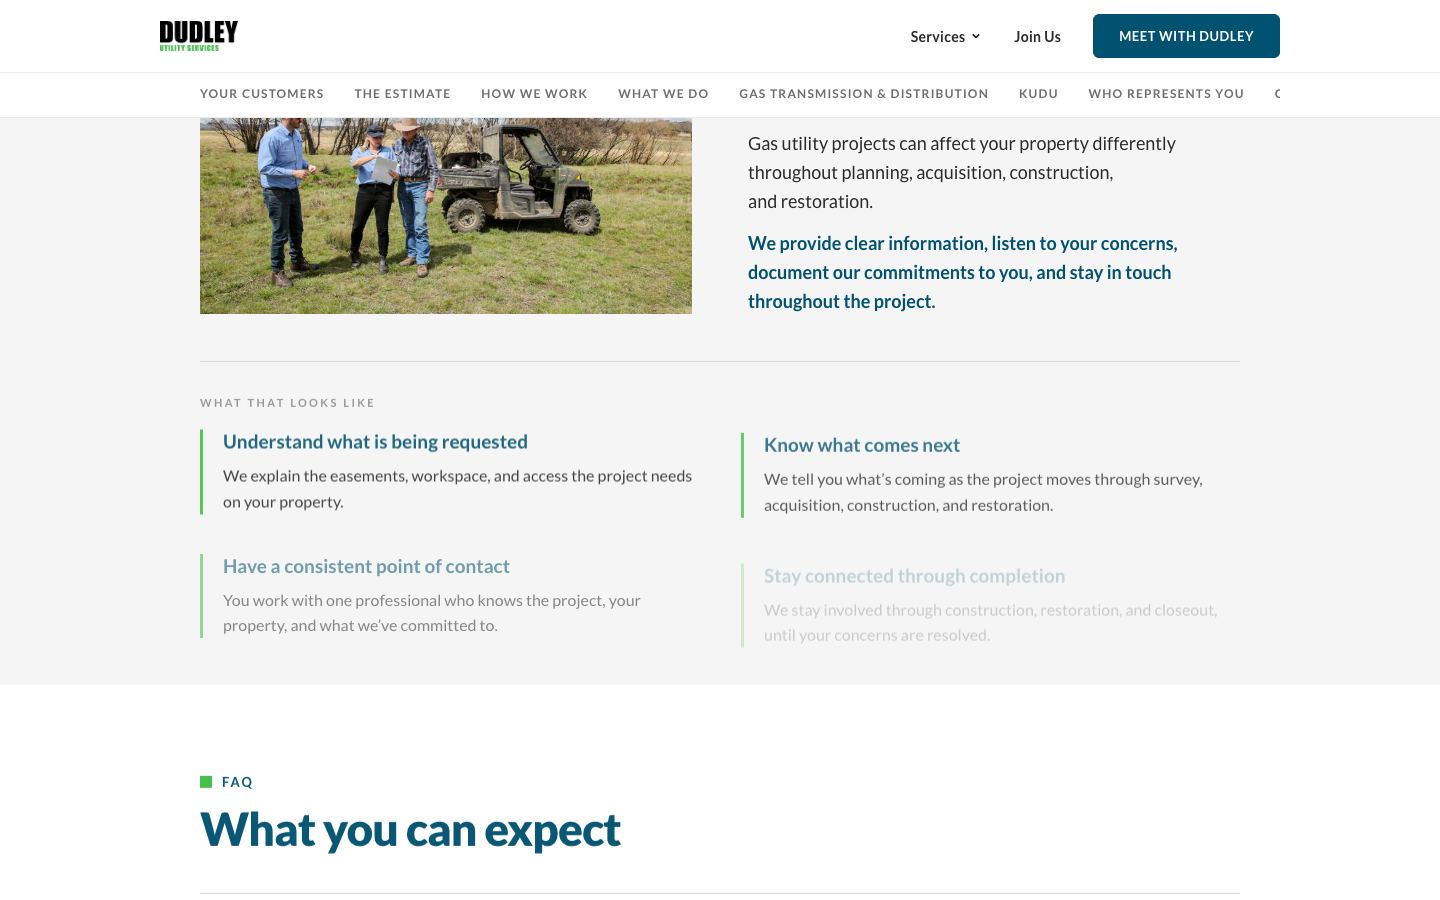 DUDLEY
UTILITY SERVICES
Services
Join Us
MEET WITH DUDLEY
YOUR CUSTOMERS
THE ESTIMATE
HOW WE WORK
WHAT WE DO
GAS TRANSMISSION & DISTRIBUTION
KUDU
WHO REPRESENTS YOU
Gas utility projects can affect your property differently
throughout planning, acquisition, construction,
and restoration.
We provide clear information, listen to your concerns,
document our commitments to you, and stay in touch
throughout the project.
WHAT THAT LOOKS LIKE
Understand what is being requested
We explain the easements, workspace, and access the project needs
on your property.
Know what comes next
We tell you what’s coming as the project moves through survey,
acquisition, construction, and restoration.
Have a consistent point of contact
You work with one professional who knows the project, your
property, and what we’ve committed to.
Stay connected through completion
We stay involved through construction, restoration, and closeout,
until your concerns are resolved.
FAQ
What you can expect